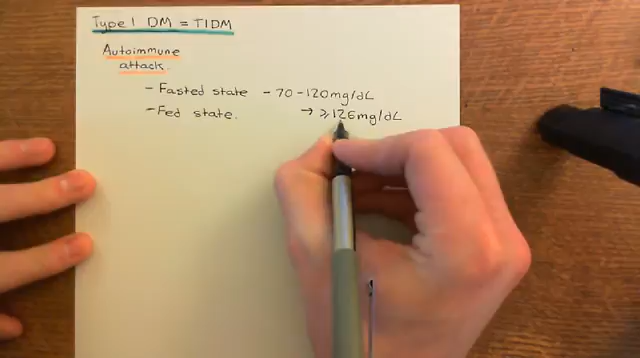 Type 1 DM = T1DM
Autoimmune
attack.
- Fasted state - 70 - 120mg/dL
- Fed state. → ≥126mg/dL